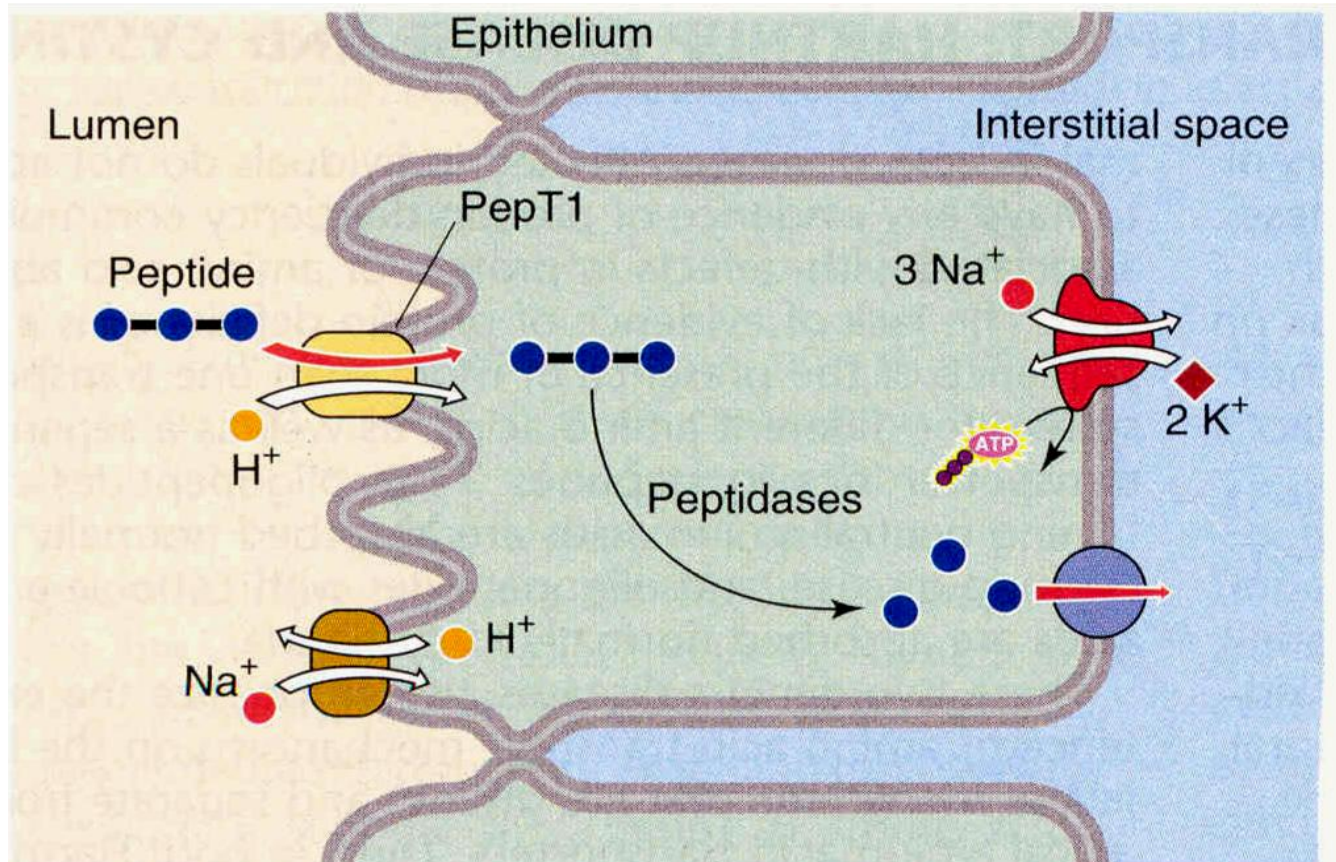 Epithelium
Lumen
Interstitial space
PepT1
Peptide
3 Na⁺
H⁺
2 K⁺
ATP
Peptidases
H⁺
Na⁺